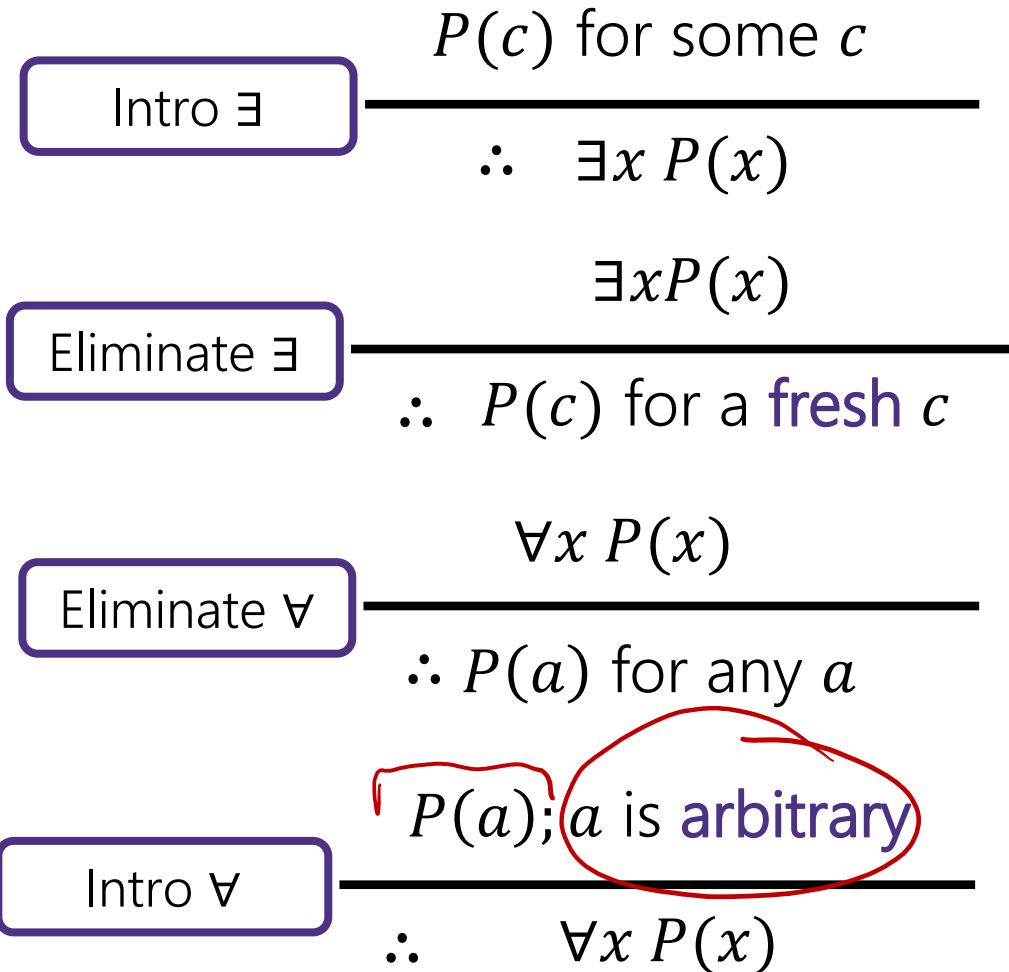 P(c) for some c
Intro ∃
∴ ∃x P(x)
∃xP(x)
Eliminate ∃
∴ P(c) for a fresh c
∀x P(x)
Eliminate ∀
∴ P(a) for any a
P(a); a is arbitrary
Intro ∀
∴ ∀x P(x)